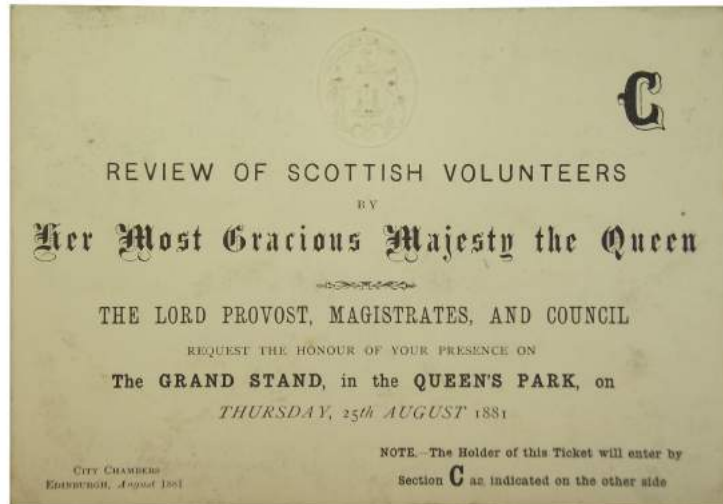 C
REVIEW OF SCOTTISH VOLUNTEERS
BY
Her Most Gracious Majesty the Queen
THE LORD PROVOST, MAGISTRATES, AND COUNCIL
REQUEST THE HONOUR OF YOUR PRESENCE ON
The GRAND STAND, in the QUEEN'S PARK, on
THURSDAY, 25th AUGUST 1881
NOTE.—The Holder of this Ticket will enter by
Section C as indicated on the other side
CITY CHAMBERS
EDINBURGH, August 1881